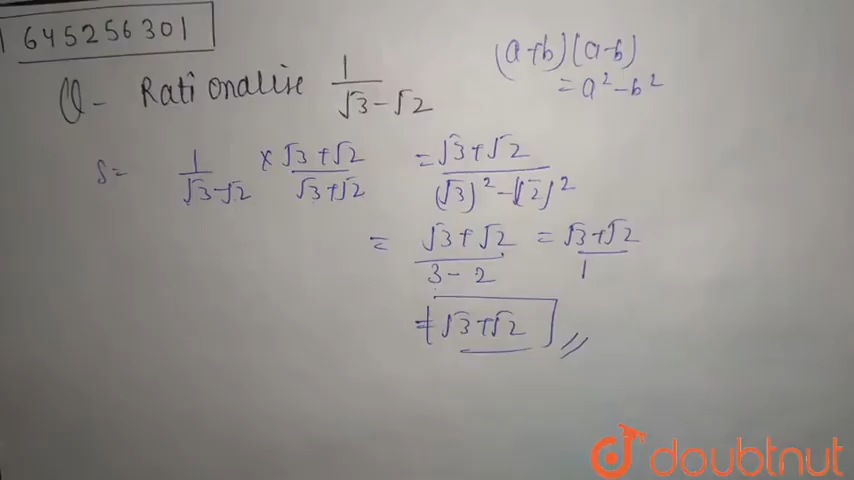 645256301
(a+b)(a-b)
= a² - b²
Q- Rationalise 1/(√3-√2)
S= 1/(√3-√2) × (√3+√2)/(√3+√2) = (√3+√2)/((√3)²-(√2)²)
= (√3+√2)/(3-2) = (√3+√2)/1
= √3+√2 //
doubtnut